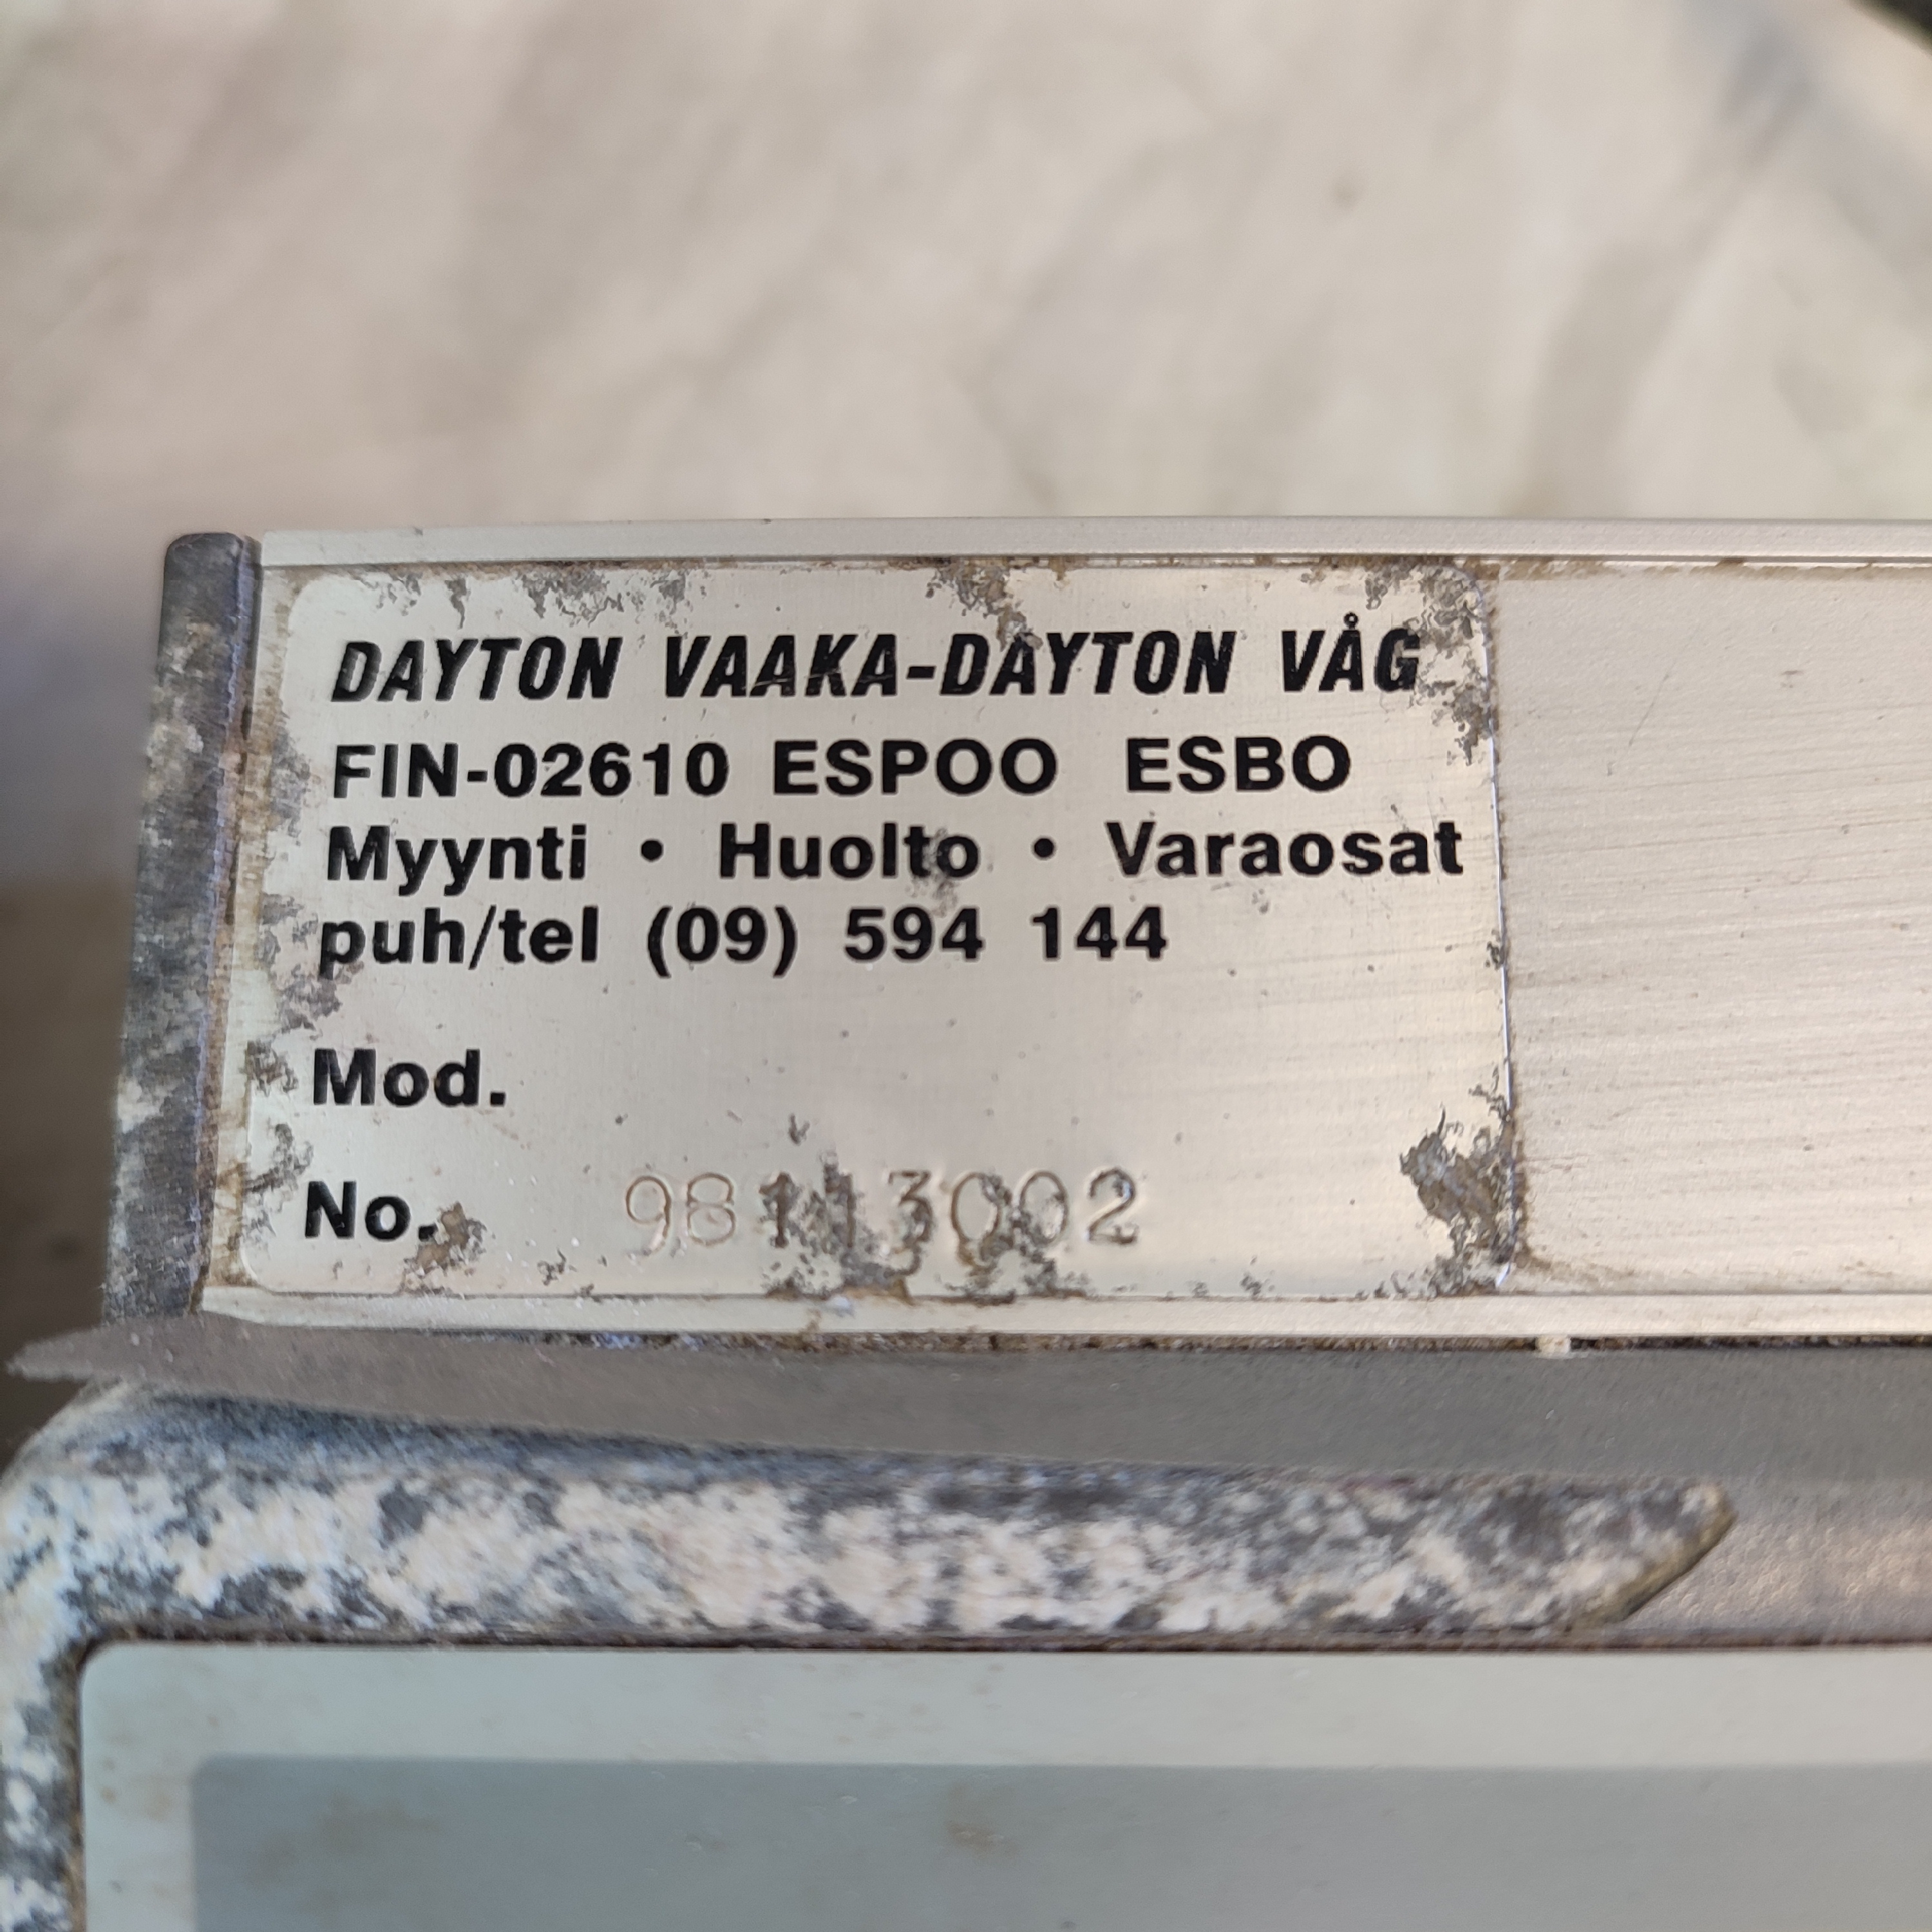 DAYTON VAAKA-DAYTON VÅG
FIN-02610 ESPOO ESBO
Myynti • Huolto • Varaosat
puh/tel (09) 594 144
Mod.
No. 98113002